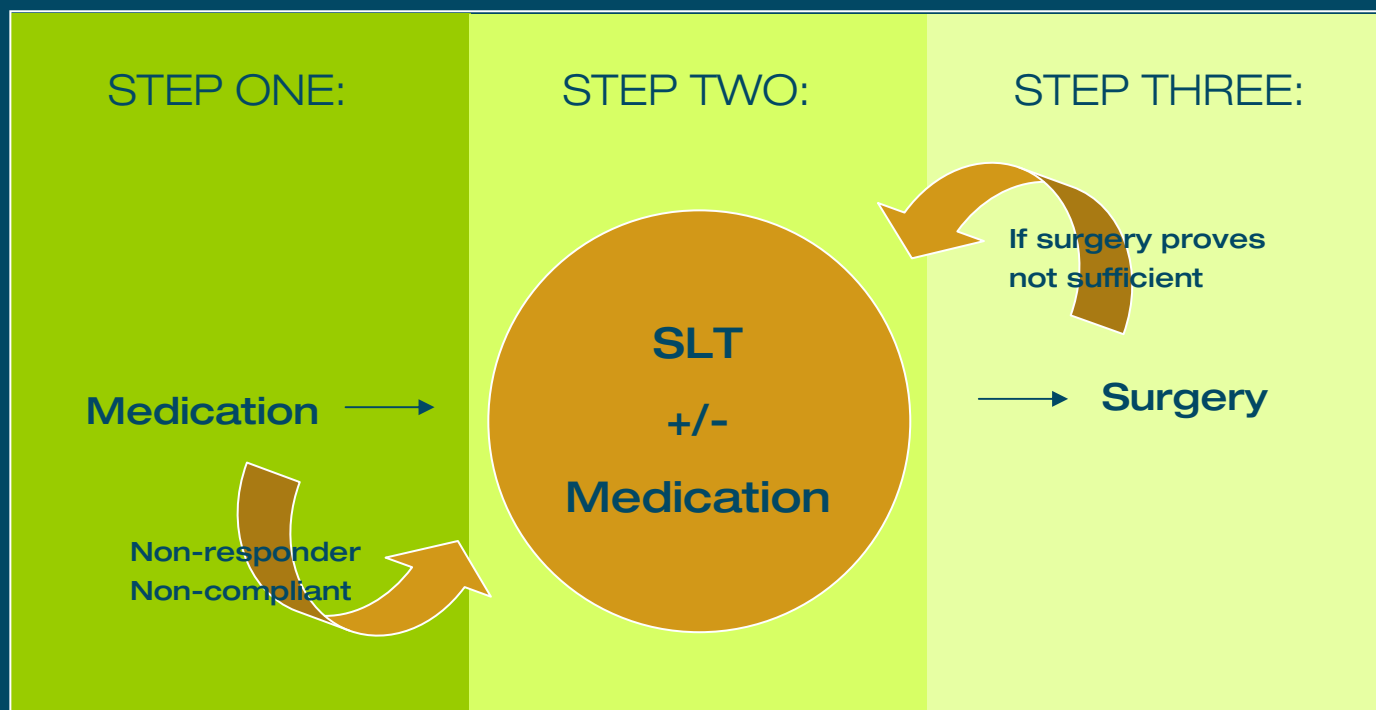 STEP ONE:
Medication
Non-responder
Non-compliant
STEP TWO:
SLT
+/-
Medication
STEP THREE:
If surgery proves
not sufficient
Surgery